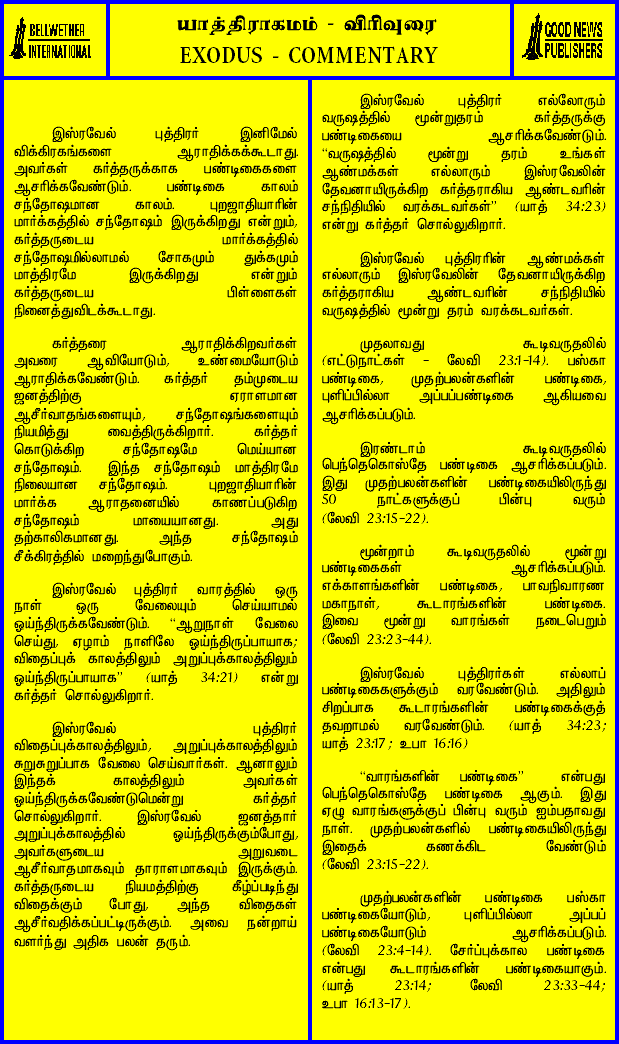 BELLWETHER
INTERNATIONAL
யாத்திராகமம் - விரிவுரை
EXODUS - COMMENTARY
GOOD NEWS
PUBLISHERS
இஸ்ரவேல் புத்திரர் இனிமேல்
விக்கிரகங்களை ஆராதிக்கக்கூடாது.
அவர்கள் கர்த்தருக்காக பண்டிகைகளை
ஆசரிக்கவேண்டும். பண்டிகை காலம்
சந்தோஷமான காலம். புறஜாதியாரின்
மார்க்கத்தில் சந்தோஷம் இருக்கிறது என்றும்,
கர்த்தருடைய மார்க்கத்தில்
சந்தோஷமில்லாமல் சோகமும் துக்கமும்
மாத்திரமே இருக்கிறது என்றும்
கர்த்தருடைய பிள்ளைகள்
நினைத்துவிடக்கூடாது.
கர்த்தரை ஆராதிக்கிறவர்கள்
அவரை ஆவியோடும், உண்மையோடும்
ஆராதிக்கவேண்டும். கர்த்தர் தம்முடைய
ஜனத்திற்கு ஏராளமான
ஆசீர்வாதங்களையும், சந்தோஷங்களையும்
நியமித்து வைத்திருக்கிறார். கர்த்தர்
கொடுக்கிற சந்தோஷமே மெய்யான
சந்தோஷம். இந்த சந்தோஷம் மாத்திரமே
நிலையான சந்தோஷம். புறஜாதியாரின்
மார்க்க ஆராதனையில் காணப்படுகிற
சந்தோஷம் மாயையானது. அது
தற்காலிகமானது. அந்த சந்தோஷம்
சீக்கிரத்தில் மறைந்துபோகும்.
இஸ்ரவேல் புத்திரர் வாரத்தில் ஒரு
நாள் ஒரு வேலையும் செய்யாமல்
ஓய்ந்திருக்கவேண்டும். “ஆறுநாள் வேலை
செய்து, ஏழாம் நாளிலே ஓய்ந்திருப்பாயாக;
விதைப்புக் காலத்திலும் அறுப்புக்காலத்திலும்
ஓய்ந்திருப்பாயாக” (யாத் 34:21) என்று
கர்த்தர் சொல்லுகிறார்.
இஸ்ரவேல் புத்திரர்
விதைப்புக்காலத்திலும், அறுப்புக்காலத்திலும்
சுறுசுறுப்பாக வேலை செய்வார்கள். ஆனாலும்
இந்தக் காலத்திலும் அவர்கள்
ஓய்ந்திருக்கவேண்டுமென்று கர்த்தர்
சொல்லுகிறார். இஸ்ரவேல் ஜனத்தார்
அறுப்புக்காலத்தில் ஒய்ந்திருக்கும்போது,
அவர்களுடைய அறுவடை
ஆசீர்வாதமாகவும் தாராளமாகவும் இருக்கும்.
கர்த்தருடைய நியமத்திற்கு கீழ்ப்படிந்து
விதைக்கும் போது, அந்த விதைகள்
ஆசீர்வதிக்கப்பட்டிருக்கும். அவை நன்றாய்
வளர்ந்து அதிக பலன் தரும்.
இஸ்ரவேல் புத்திரர் எல்லோரும்
வருஷத்தில் மூன்றுதரம் கர்த்தருக்கு
பண்டிகையை ஆசரிக்கவேண்டும்.
“வருஷத்தில் மூன்று தரம் உங்கள்
ஆண்மக்கள் எல்லாரும் இஸ்ரவேலின்
தேவனாயிருக்கிற கர்த்தராகிய ஆண்டவரின்
சந்நிதியில் வரக்கடவர்கள்” (யாத் 34:23)
என்று கர்த்தர் சொல்லுகிறார்.
இஸ்ரவேல் புத்திரரின் ஆண்மக்கள்
எல்லாரும் இஸ்ரவேலின் தேவனாயிருக்கிற
கர்த்தராகிய ஆண்டவரின் சந்நிதியில்
வருஷத்தில் மூன்று தரம் வரக்கடவர்கள்.
முதலாவது கூடிவருதலில்
(எட்டுநாட்கள் - லேவி 23:1-14). பஸ்கா
பண்டிகை, முதற்பலன்களின் பண்டிகை,
புளிப்பில்லா அப்பப்பண்டிகை ஆகியவை
ஆசரிக்கப்படும்.
இரண்டாம் கூடிவருதலில்
பெந்தெகொஸ்தே பண்டிகை ஆசரிக்கப்படும்.
இது முதற்பலன்களின் பண்டிகையிலிருந்து
50 நாட்களுக்குப் பின்பு வரும்
(லேவி 23:15-22).
மூன்றாம் கூடிவருதலில் மூன்று
பண்டிகைகள் ஆசரிக்கப்படும்.
எக்காளங்களின் பண்டிகை, பாவநிவாரண
மகாநாள், கூடாரங்களின் பண்டிகை.
இவை மூன்று வாரங்கள் நடைபெறும்
(லேவி 23:23-44).
இஸ்ரவேல் புத்திரர்கள் எல்லாப்
பண்டிகைகளுக்கும் வரவேண்டும். அதிலும்
சிறப்பாக கூடாரங்களின் பண்டிகைக்குத்
தவறாமல் வரவேண்டும். (யாத் 34:23;
யாத் 23:17; உபா 16:16)
“வாரங்களின் பண்டிகை” என்பது
பெந்தெகொஸ்தே பண்டிகை ஆகும். இது
ஏழு வாரங்களுக்குப் பின்பு வரும் ஐம்பதாவது
நாள். முதற்பலன்களில் பண்டிகையிலிருந்து
இதைக் கணக்கிட வேண்டும்
(லேவி 23:15-22).
முதற்பலன்களின் பண்டிகை பஸ்கா
பண்டிகையோடும், புளிப்பில்லா அப்பப்
பண்டிகையோடும் ஆசரிக்கப்படும்.
(லேவி 23:4-14). சேர்ப்புக்கால பண்டிகை
என்பது கூடாரங்களின் பண்டிகையாகும்.
(யாத் 23:14; லேவி 23:33-44;
உபா 16:13-17).